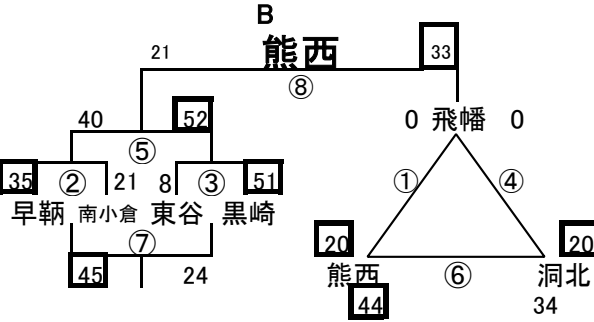 B
21 熊西 33
⑧
40 52 0 飛幡 0
⑤
35 ② 21 8 ③ 51 ① ④
早鞆 南小倉 東谷 黒崎
⑦ 20 20
45 24 熊西 ⑥ 洞北
44 34